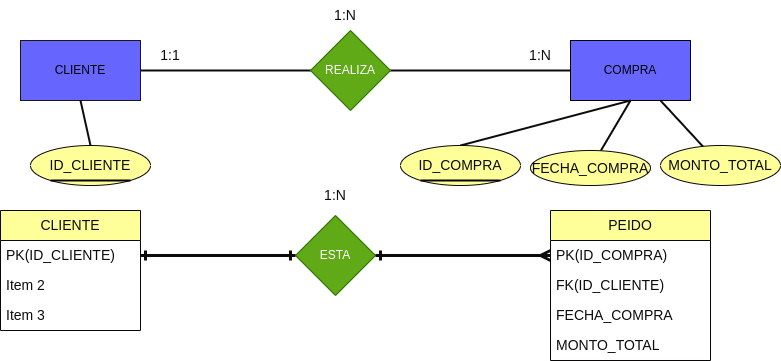 1:N
1:1
1:N
CLIENTE
REALIZA
COMPRA
ID_CLIENTE
ID_COMPRA
FECHA_COMPRA
MONTO_TOTAL
1:N
CLIENTE
PK(ID_CLIENTE)
Item 2
Item 3
ESTA
PEIDO
PK(ID_COMPRA)
FK(ID_CLIENTE)
FECHA_COMPRA
MONTO_TOTAL